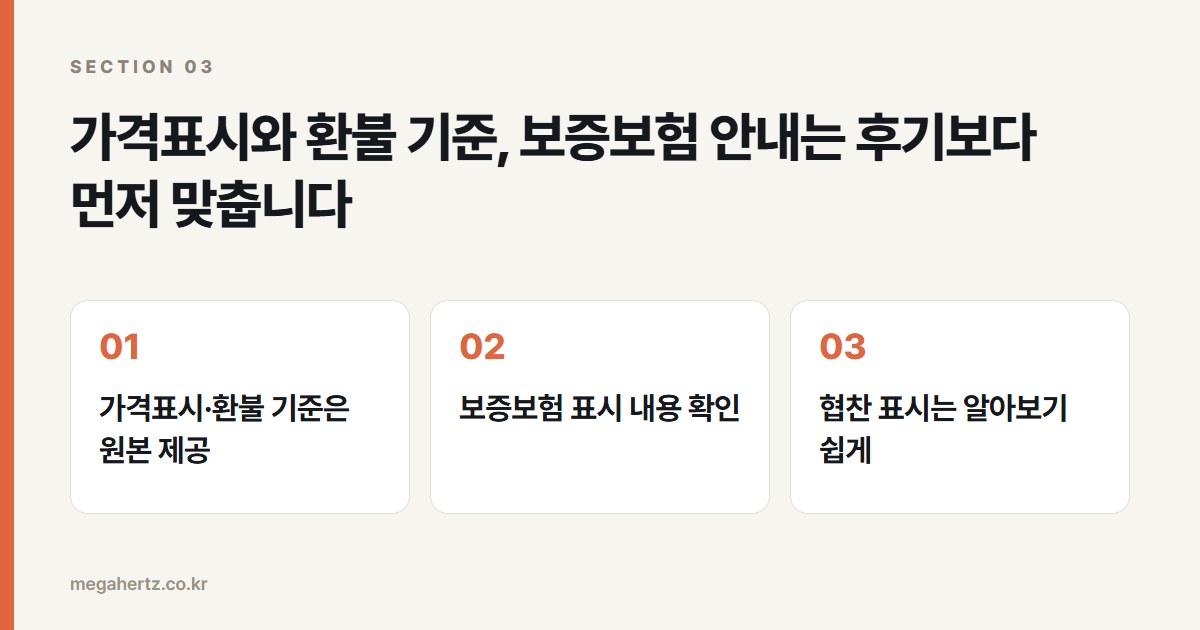 SECTION 03
가격표시와 환불 기준, 보증보험 안내는 후기보다
먼저 맞춥니다
01
가격표시·환불 기준은
원본 제공
02
보증보험 표시 내용 확인
03
협찬 표시는 알아보기
쉽게
megahertz.co.kr